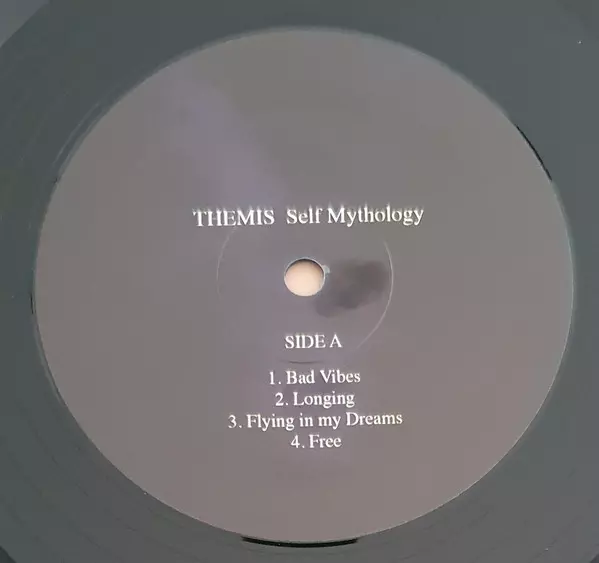 THEMIS Self Mythology
SIDE A
1. Bad Vibes
2. Longing
3. Flying in my Dreams
4. Free